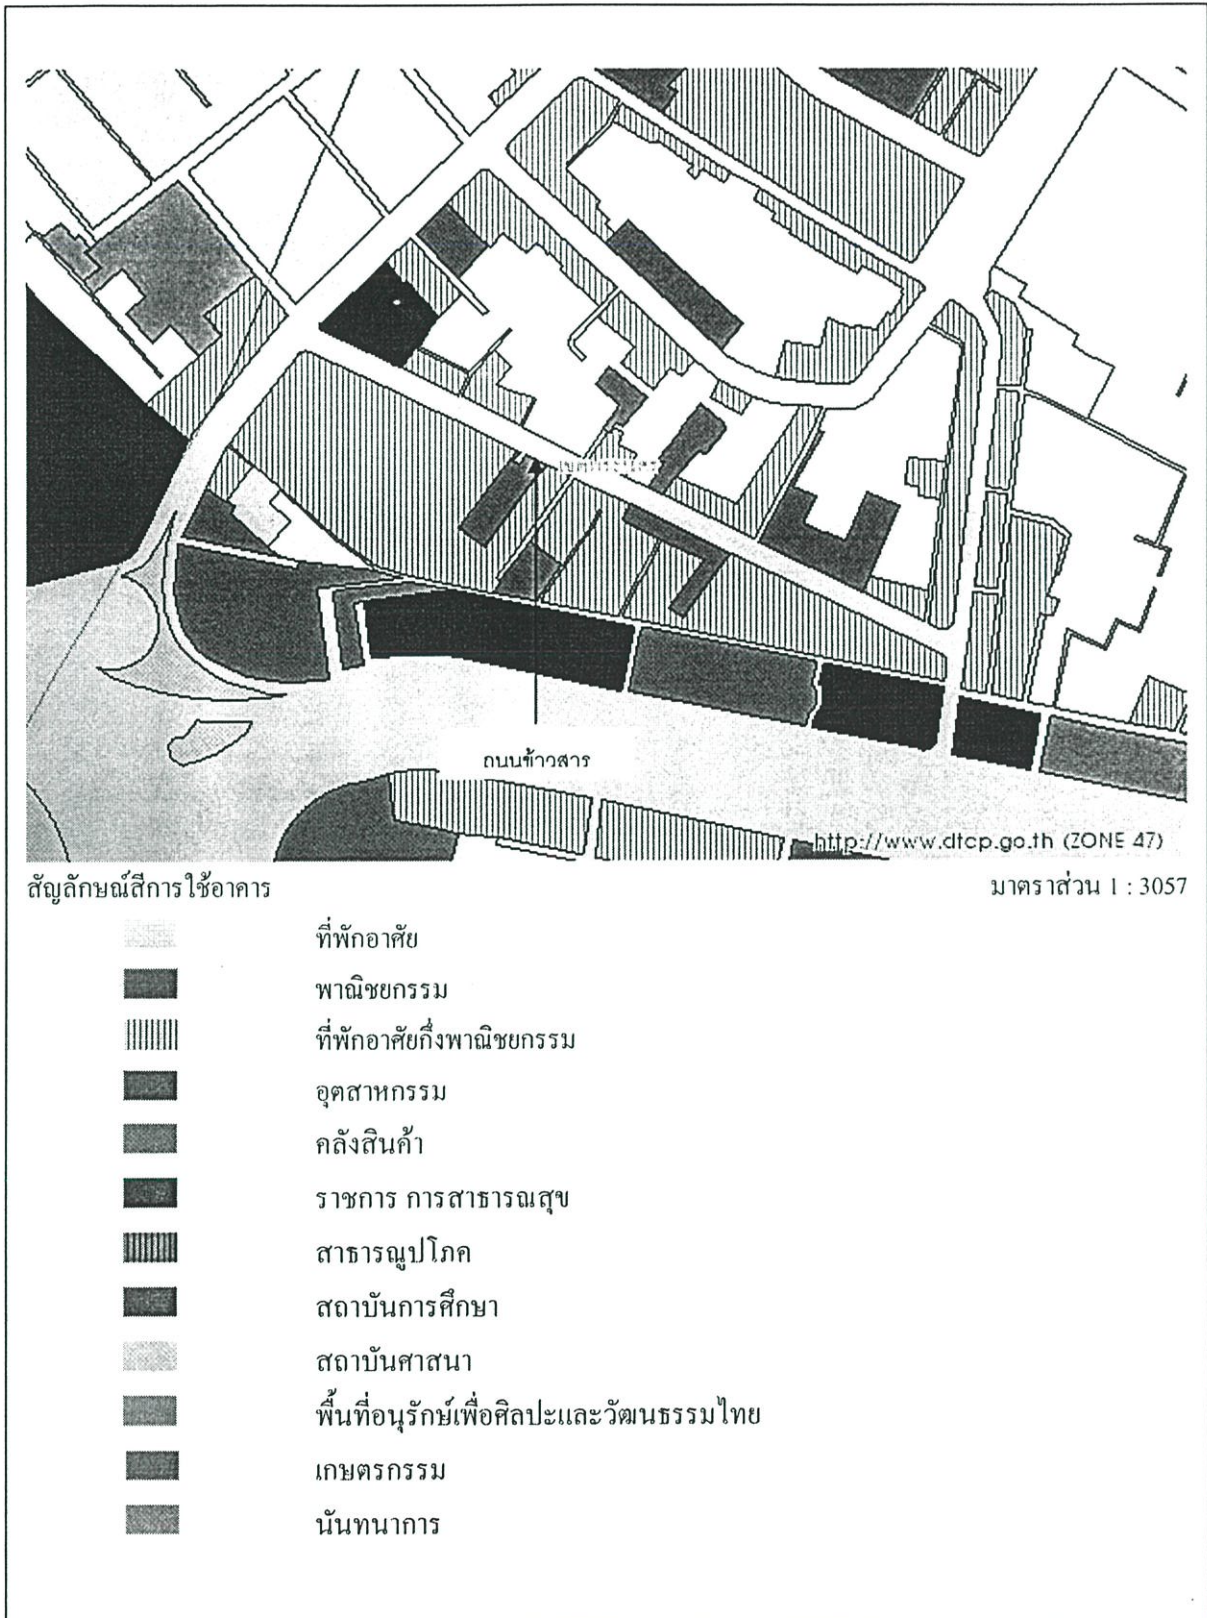 เขตพระนคร
ถนนข้าวสาร
http://www.dtcp.go.th (ZONE 47)
สัญลักษณ์สีการใช้อาคาร
มาตราส่วน 1 : 3057
ที่พักอาศัย
พาณิชยกรรม
ที่พักอาศัยกึ่งพาณิชยกรรม
อุตสาหกรรม
คลังสินค้า
ราชการ การสาธารณสุข
สาธารณูปโภค
สถาบันการศึกษา
สถาบันศาสนา
พื้นที่อนุรักษ์เพื่อศิลปะและวัฒนธรรมไทย
เกษตรกรรม
นันทนาการ